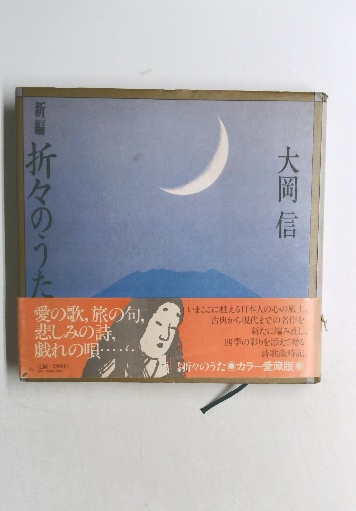 新編
折々のうた
大岡信
愛の歌，旅の句，
悲しみの詩，
戯れの唄……
いまここに甦える日本人の心の風土。
古典から現代までの名作を
新たに編み直し、
四季の彩りを添えて贈る
詩歌歳時記。
折々のうた●カラー愛蔵版